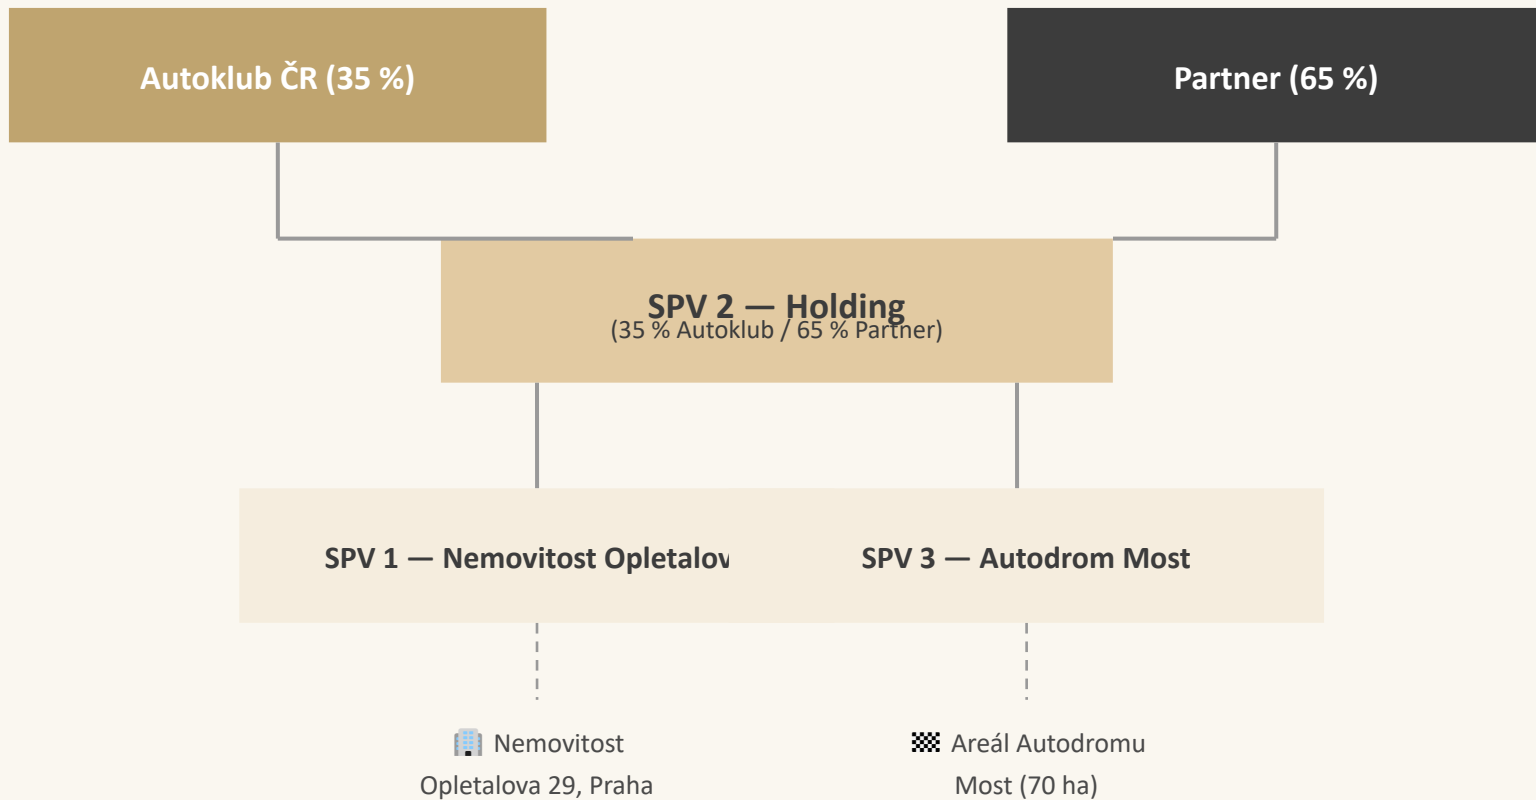 Autoklub ČR (35 %)
Partner (65 %)
SPV 2 — Holding
(35 % Autoklub / 65 % Partner)
SPV 1 — Nemovitost Opletalov
SPV 3 — Autodrom Most
Nemovitost
Opletalova 29, Praha
Areál Autodromu
Most (70 ha)